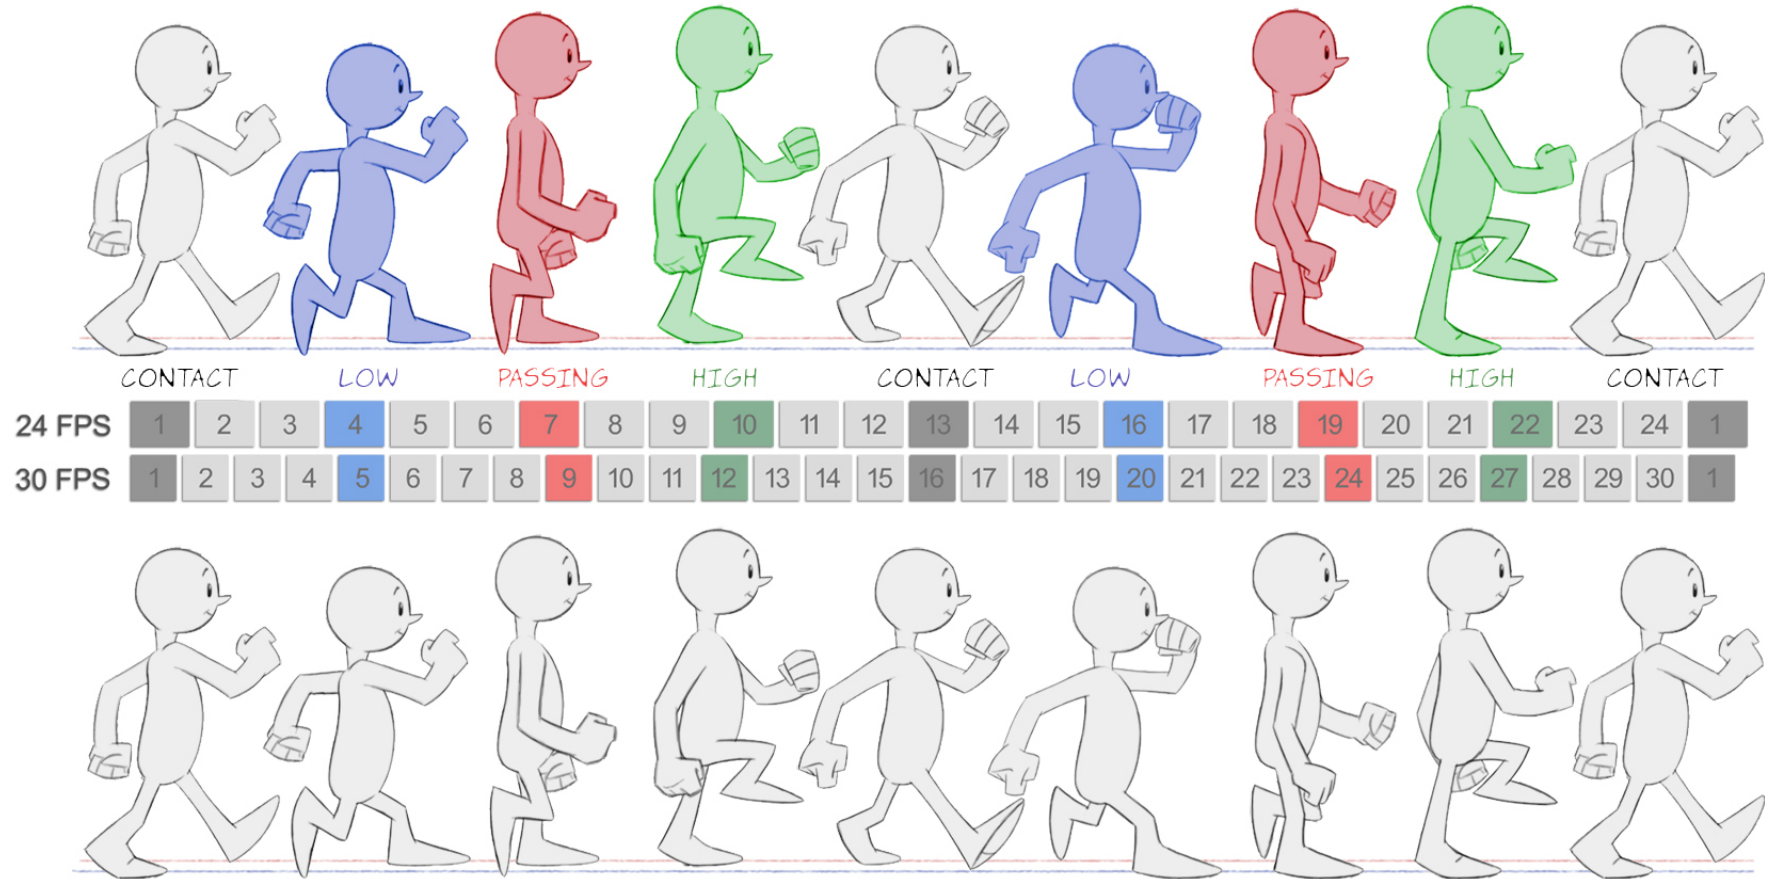 CONTACT LOW PASSING HIGH CONTACT LOW PASSING HIGH CONTACT
24 FPS 1 2 3 4 5 6 7 8 9 10 11 12 13 14 15 16 17 18 19 20 21 22 23 24 1
30 FPS 1 2 3 4 5 6 7 8 9 10 11 12 13 14 15 16 17 18 19 20 21 22 23 24 25 26 27 28 29 30 1